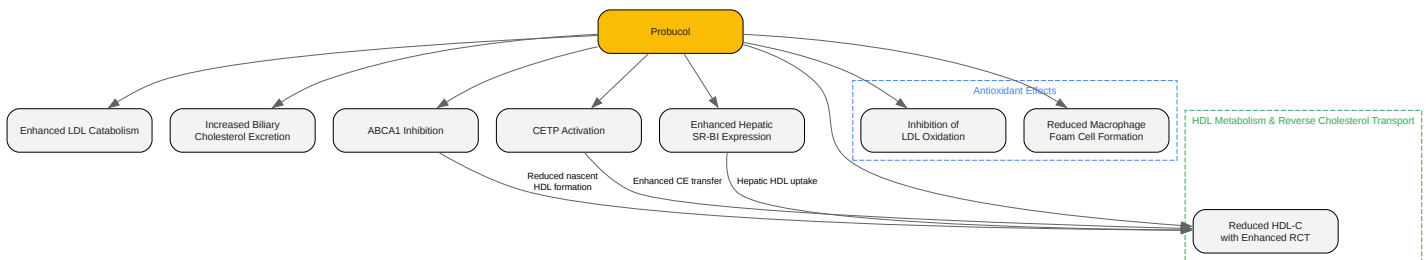 Probucol
Antioxidant Effects
HDL Metabolism & Reverse Cholesterol Transport
Enhanced LDL Catabolism
Increased Biliary
Cholesterol Excretion
ABCA1 Inhibition
CETP Activation
Enhanced Hepatic
SR-BI Expression
Inhibition of
LDL Oxidation
Reduced Macrophage
Foam Cell Formation
Reduced nascent
HDL formation
Enhanced CE transfer
Hepatic HDL uptake
Reduced HDL-C
with Enhanced RCT